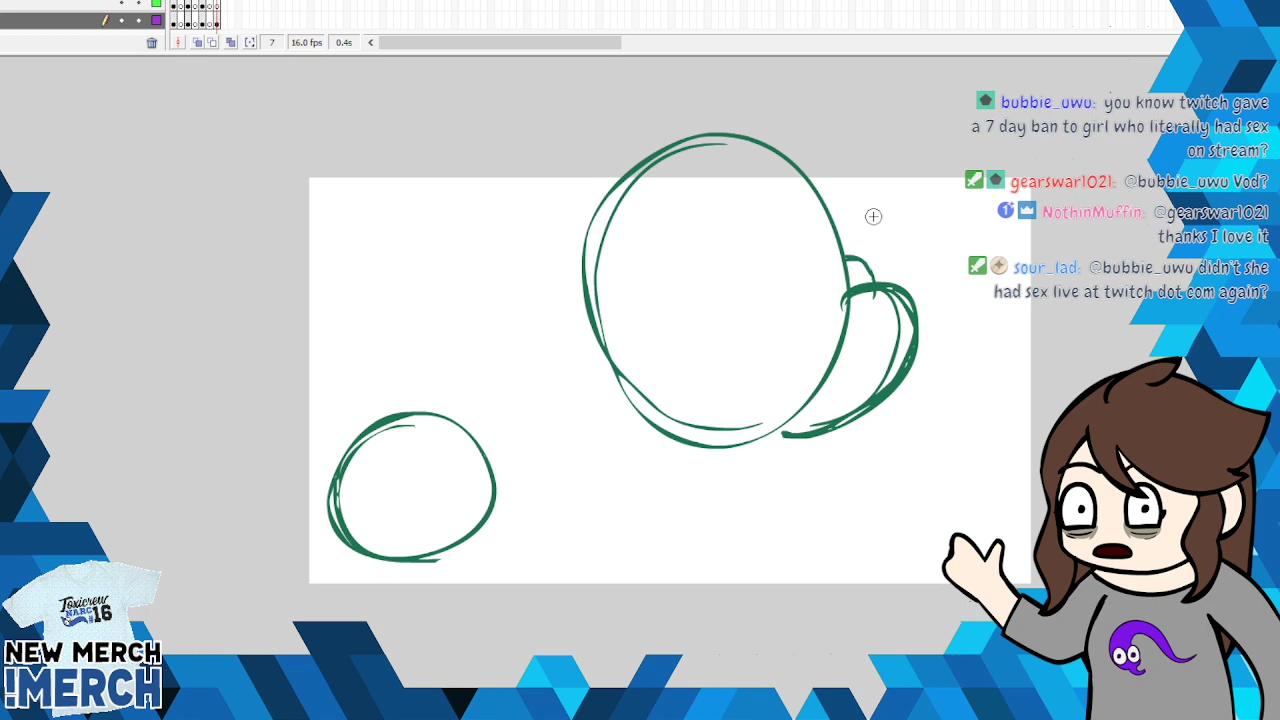 7 16.0 fps 0.4s
bubbie_uwu: you know twitch gave
a 7 day ban to girl who literally had sex
on stream?
gearswar1021: @bubbie_uwu Vod?
1 NothinMuffin: @gearswar1021
thanks I love it
sour_lad: @bubbie_uwu didn't she
had sex live at twitch dot com again?
Toxicrew
NARC
#16
NEW MERCH
!MERCH